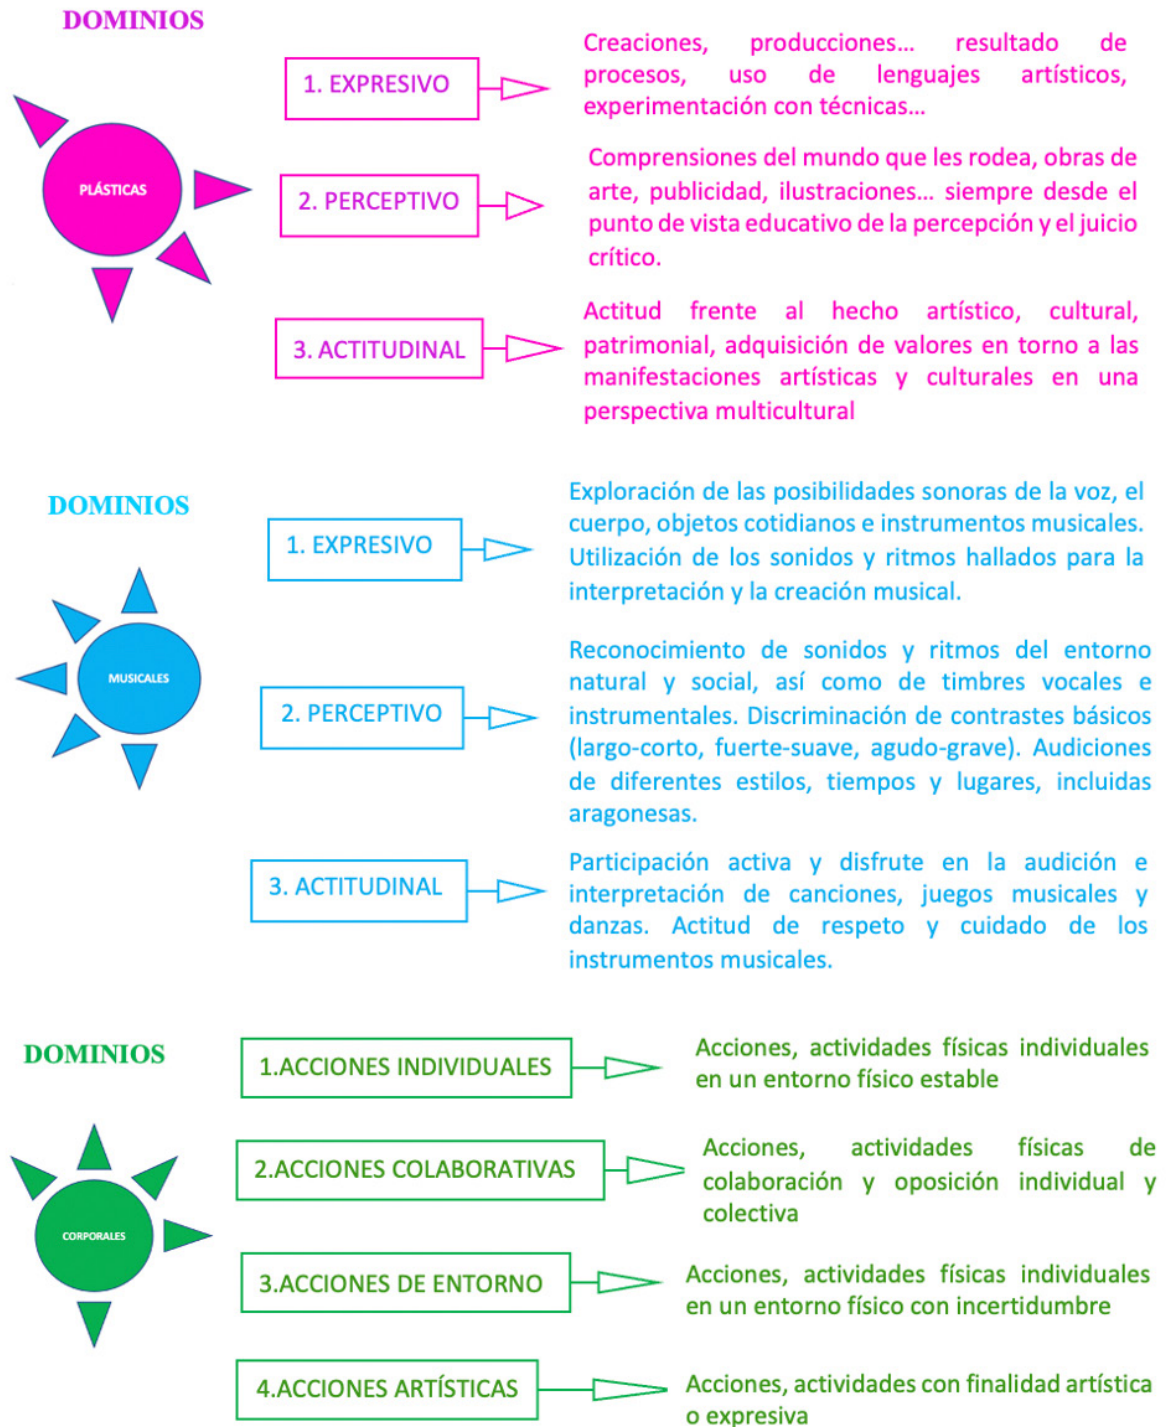 DOMINIOS
PLÁSTICAS
1. EXPRESIVO
Creaciones, producciones... resultado de
procesos, uso de lenguajes artísticos,
experimentación con técnicas...
2. PERCEPTIVO
Comprensiones del mundo que les rodea, obras de
arte, publicidad, ilustraciones... siempre desde el
punto de vista educativo de la percepción y el juicio
crítico.
3. ACTITUDINAL
Actitud frente al hecho artístico, cultural,
patrimonial, adquisición de valores en torno a las
manifestaciones artísticas y culturales en una
perspectiva multicultural
DOMINIOS
MUSICALES
1. EXPRESIVO
Exploración de las posibilidades sonoras de la voz, el
cuerpo, objetos cotidianos e instrumentos musicales.
Utilización de los sonidos y ritmos hallados para la
interpretación y la creación musical.
2. PERCEPTIVO
Reconocimiento de sonidos y ritmos del entorno
natural y social, así como de timbres vocales e
instrumentales. Discriminación de contrastes básicos
(largo-corto, fuerte-suave, agudo-grave). Audiciones
de diferentes estilos, tiempos y lugares, incluidas
aragonesas.
3. ACTITUDINAL
Participación activa y disfrute en la audición e
interpretación de canciones, juegos musicales y
danzas. Actitud de respeto y cuidado de los
instrumentos musicales.
DOMINIOS
CORPORALES
1.ACCIONES INDIVIDUALES
Acciones, actividades físicas individuales
en un entorno físico estable
2.ACCIONES COLABORATIVAS
Acciones, actividades físicas de
colaboración y oposición individual y
colectiva
3.ACCIONES DE ENTORNO
Acciones, actividades físicas individuales
en un entorno físico con incertidumbre
4.ACCIONES ARTÍSTICAS
Acciones, actividades con finalidad artística
o expresiva